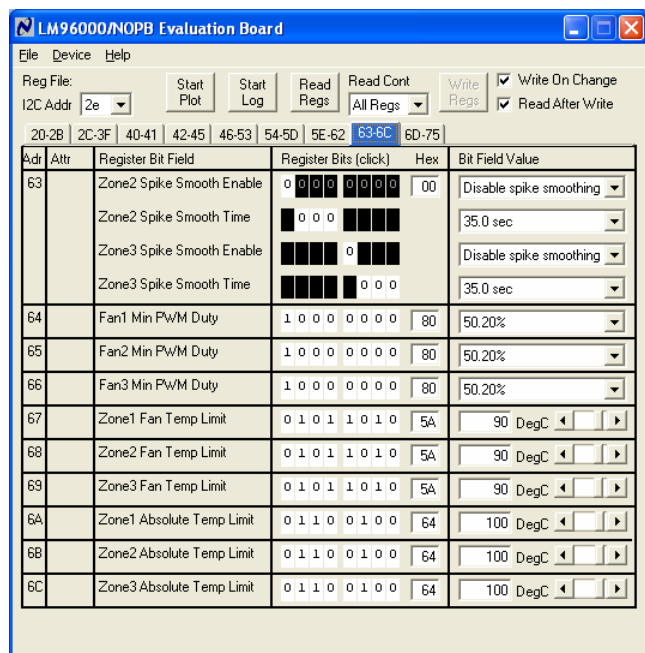 LM96000/NOPB Evaluation Board
File Device Help
Reg File: Start Plot Start Log Read Regs Read Cont Write Regs Write On Change
I2C Addr 2e All Regs Read After Write
20-2B 2C-3F 40-41 42-45 46-53 54-5D 5E-62 63-6C 6D-75
Adr Attr Register Bit Field Register Bits (click) Hex Bit Field Value
63 Zone2 Spike Smooth Enable 0 0 0 0 0 0 0 0 00 Disable spike smoothing
Zone2 Spike Smooth Time 0 0 0 35.0 sec
Zone3 Spike Smooth Enable 0 Disable spike smoothing
Zone3 Spike Smooth Time 0 0 0 35.0 sec
64 Fan1 Min PWM Duty 1 0 0 0 0 0 0 0 80 50.20%
65 Fan2 Min PWM Duty 1 0 0 0 0 0 0 0 80 50.20%
66 Fan3 Min PWM Duty 1 0 0 0 0 0 0 0 80 50.20%
67 Zone1 Fan Temp Limit 0 1 0 1 1 0 1 0 5A 90 DegC
68 Zone2 Fan Temp Limit 0 1 0 1 1 0 1 0 5A 90 DegC
69 Zone3 Fan Temp Limit 0 1 0 1 1 0 1 0 5A 90 DegC
6A Zone1 Absolute Temp Limit 0 1 1 0 0 1 0 0 64 100 DegC
6B Zone2 Absolute Temp Limit 0 1 1 0 0 1 0 0 64 100 DegC
6C Zone3 Absolute Temp Limit 0 1 1 0 0 1 0 0 64 100 DegC